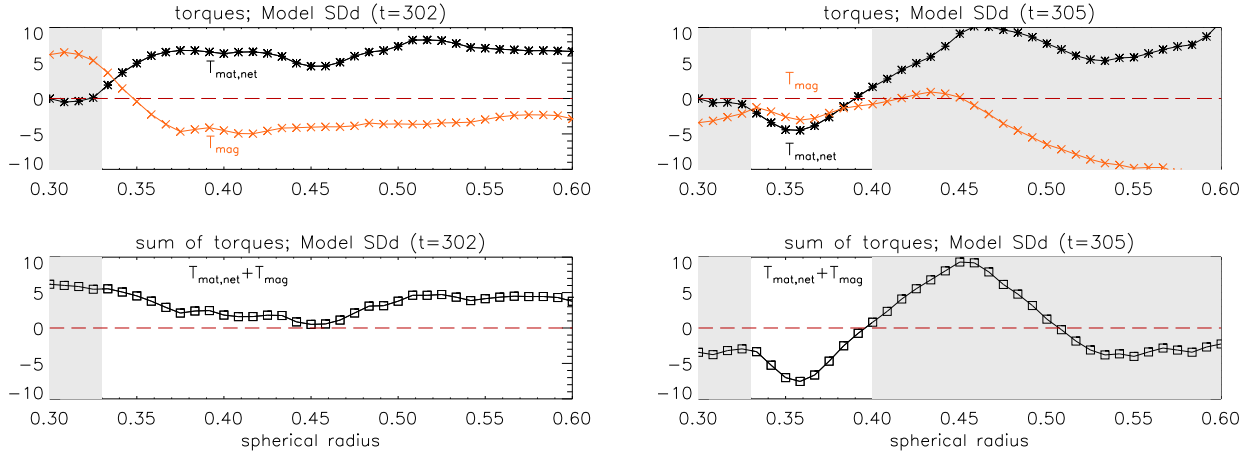 torques; Model SDd (t=302)
10
5
0
−5
−10
T_mat,net
T_mag
0.30 0.35 0.40 0.45 0.50 0.55 0.60
torques; Model SDd (t=305)
10
5
0
−5
−10
T_mag
T_mat,net
0.30 0.35 0.40 0.45 0.50 0.55 0.60
sum of torques; Model SDd (t=302)
10
5
0
−5
−10
T_mat,net+T_mag
0.30 0.35 0.40 0.45 0.50 0.55 0.60
spherical radius
sum of torques; Model SDd (t=305)
10
5
0
−5
−10
T_mat,net+T_mag
0.30 0.35 0.40 0.45 0.50 0.55 0.60
spherical radius